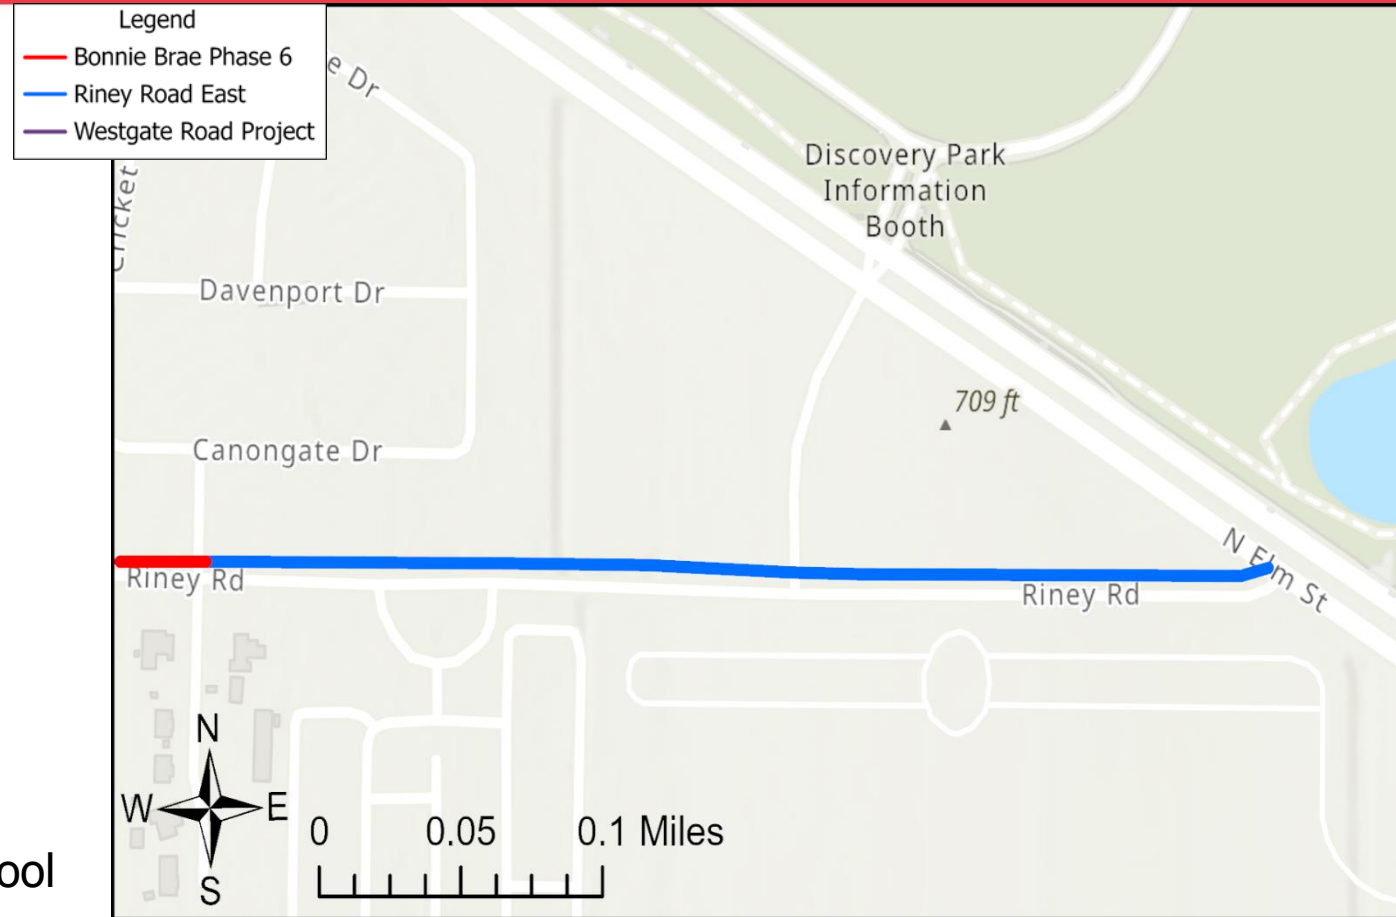 Legend
Bonnie Brae Phase 6
Riney Road East
Westgate Road Project
e Dr
Cricket
Discovery Park
Information
Booth
Davenport Dr
709 ft
Canongate Dr
N Elm St
Riney Rd
Riney Rd
N
W E
S
0 0.05 0.1 Miles
ool